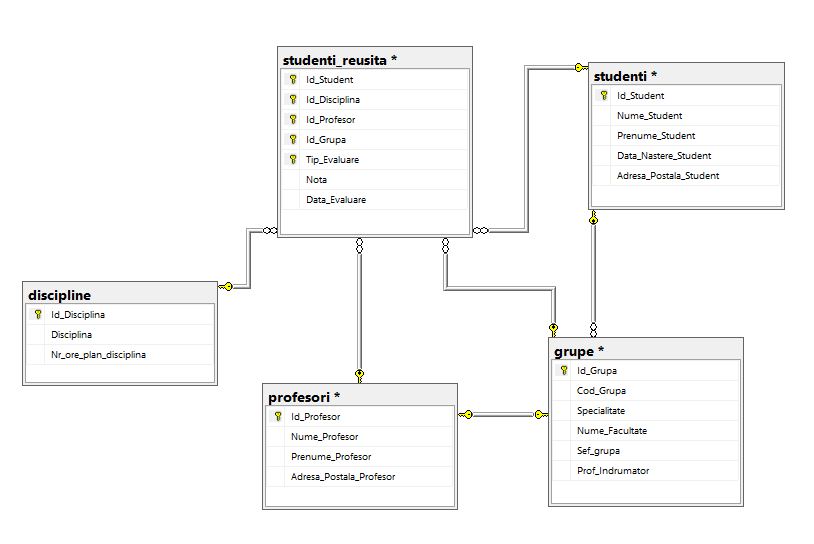 studenti_reusita *
Id_Student
Id_Disciplina
Id_Profesor
Id_Grupa
Tip_Evaluare
Nota
Data_Evaluare
studenti *
Id_Student
Nume_Student
Prenume_Student
Data_Nastere_Student
Adresa_Postala_Student
discipline
Id_Disciplina
Disciplina
Nr_ore_plan_disciplina
profesori *
Id_Profesor
Nume_Profesor
Prenume_Profesor
Adresa_Postala_Profesor
grupe *
Id_Grupa
Cod_Grupa
Specialitate
Nume_Facultate
Sef_grupa
Prof_Indrumator